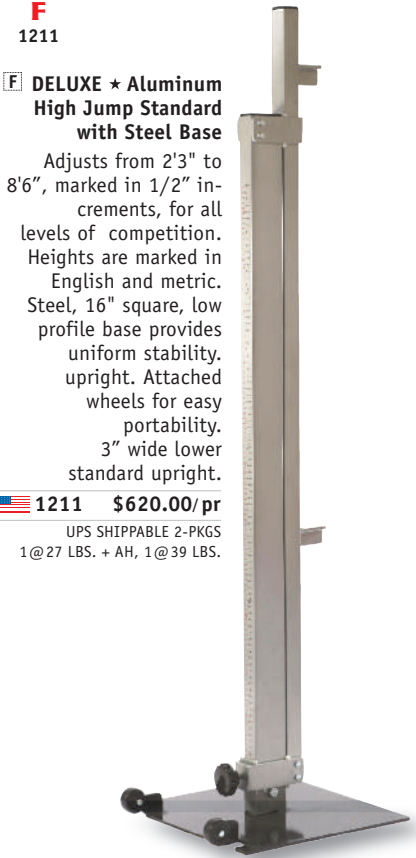 F
1211
F DELUXE ★ Aluminum
High Jump Standard
with Steel Base
Adjusts from 2'3" to
8'6”, marked in 1/2” in-
crements, for all
levels of competition.
Heights are marked in
English and metric.
Steel, 16" square, low
profile base provides
uniform stability.
upright. Attached
wheels for easy
portability.
3” wide lower
standard upright.
1211 $620.00/pr
UPS SHIPPABLE 2-PKGS
1@27 LBS. + AH, 1@39 LBS.